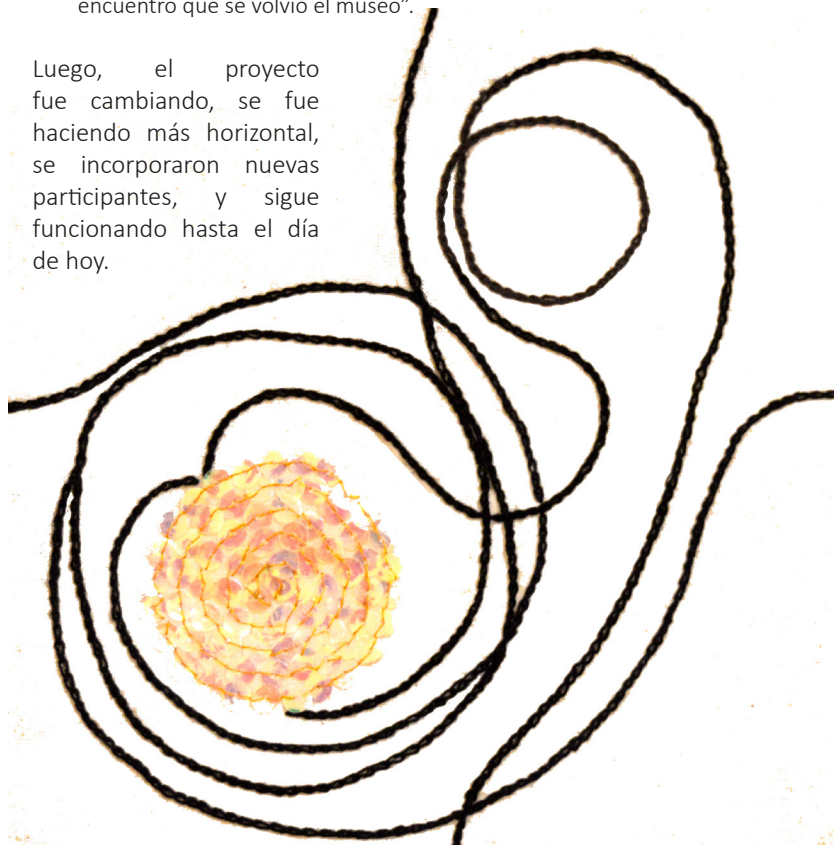 encuentro que se volvió el museo”.
Luego, el proyecto
fue cambiando, se fue
haciendo más horizontal,
se incorporaron nuevas
participantes, y sigue
funcionando hasta el día
de hoy.